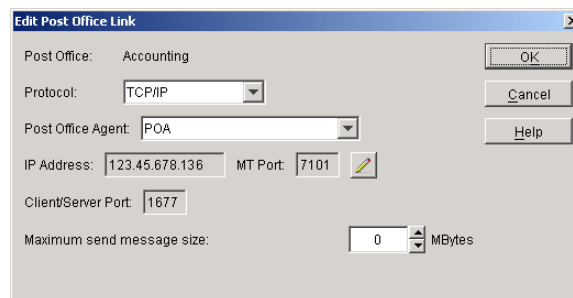 Edit Post Office Link
Post Office: Accounting
OK
Protocol: TCP/IP
Cancel
Post Office Agent: POA
Help
IP Address: 123.45.678.136 MT Port: 7101
Client/Server Port: 1677
Maximum send message size: 0 MBytes